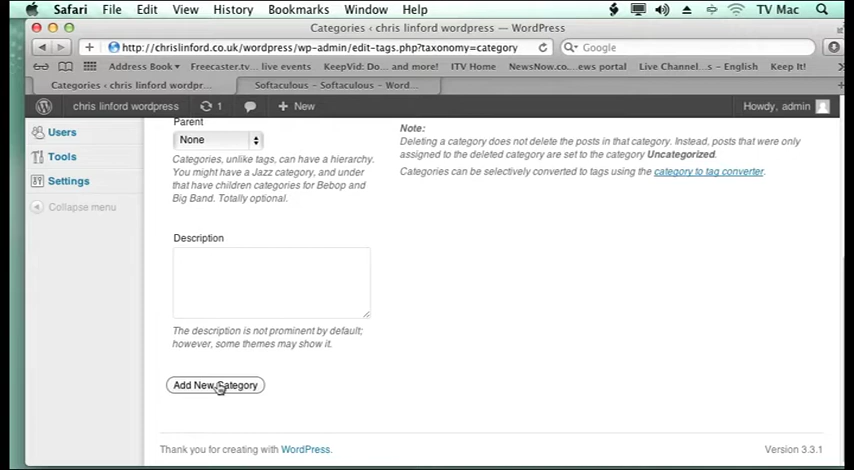 Safari File Edit View History Bookmarks Window Help TV Mac
Categories ‹ chris linford wordpress — WordPress
http://chrislinford.co.uk/wordpress/wp-admin/edit-tags.php?taxonomy=category Google
Address Book Freecaster.tv... live events KeepVid: Do... and more! ITV Home NewsNow.co... ews portal Live Channel...s - English Keep It!
Categories ‹ chris linford wordpr... Softaculous - Softaculous - Word...
chris linford wordpress 1 + New Howdy, admin
Users
Tools
Settings
Collapse menu
Parent
None
Categories, unlike tags, can have a hierarchy.
You might have a Jazz category, and under
that have children categories for Bebop and
Big Band. Totally optional.
Description
The description is not prominent by default;
however, some themes may show it.
Add New Category
Note:
Deleting a category does not delete the posts in that category. Instead, posts that were only
assigned to the deleted category are set to the category Uncategorized.
Categories can be selectively converted to tags using the category to tag converter.
Thank you for creating with WordPress. Version 3.3.1